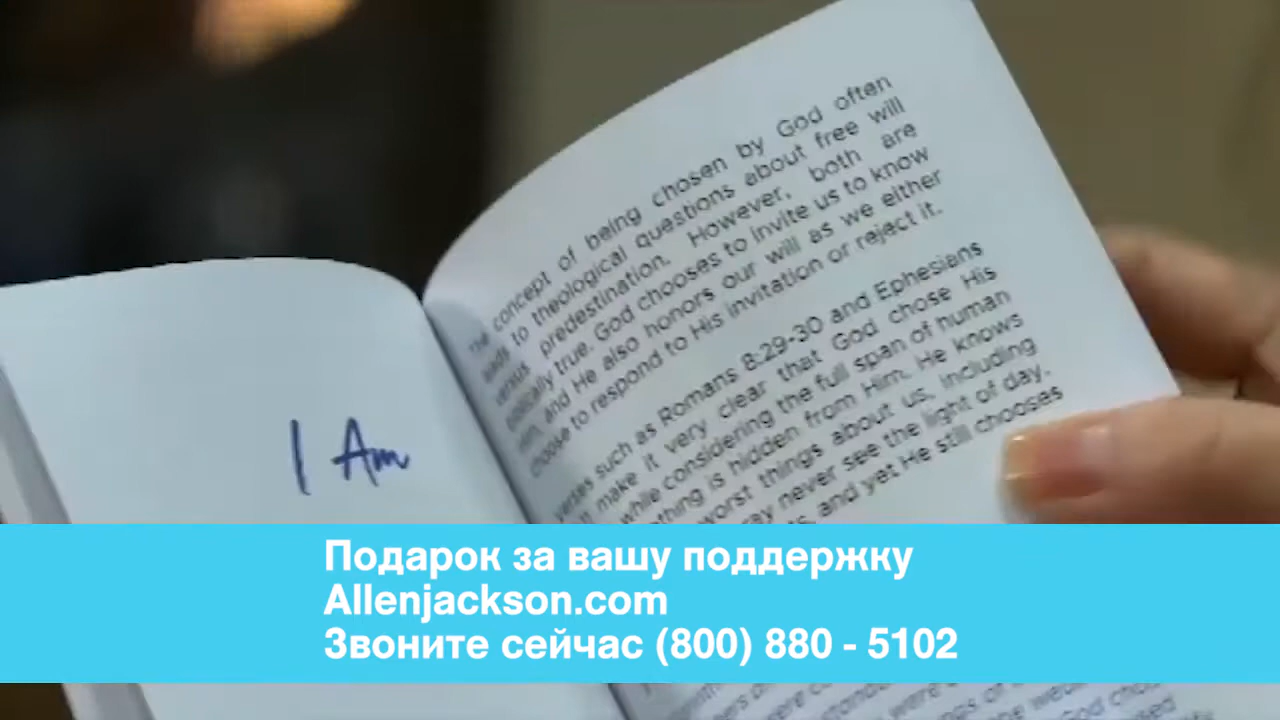 I Am
The concept of being chosen by God often
leads to theological questions about free will
versus predestination. However, both are
biblically true. God chooses to invite us to know
Him, and He also honors our will as we either
choose to respond to His invitation or reject it.
verses such as Romans 8:29-30 and Ephesians
make it very clear that God chose His
while considering the full span of human
is hidden from Him. He knows
worst things about us, including
never see the light of day,
and yet He still chooses
Подарок за вашу поддержку
Allenjackson.com
Звоните сейчас (800) 880 - 5102